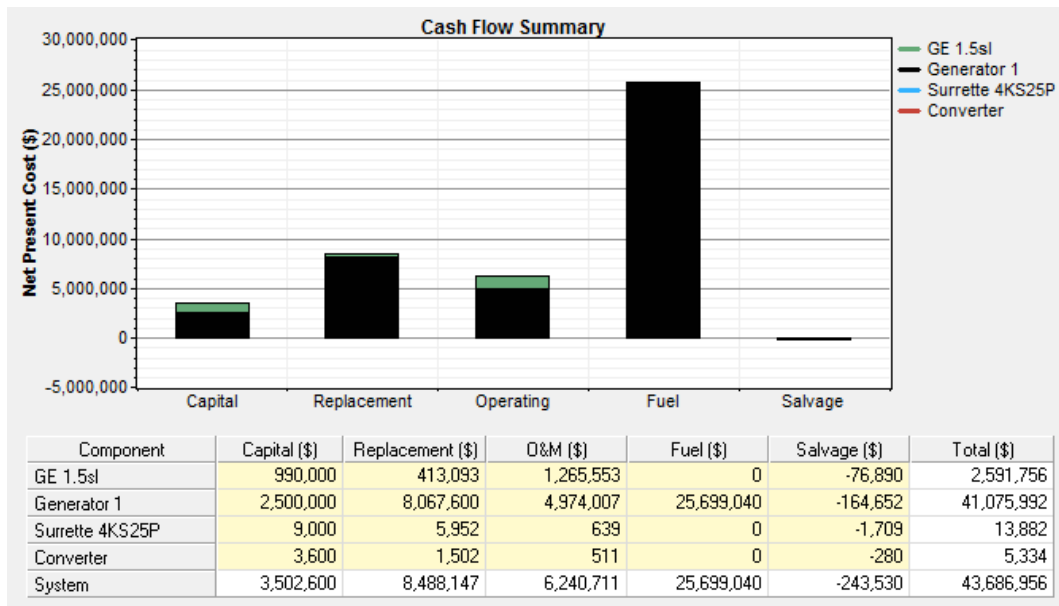 Cash Flow Summary
30,000,000
25,000,000
20,000,000
15,000,000
10,000,000
5,000,000
0
-5,000,000
Net Present Cost ($)
Capital Replacement Operating Fuel Salvage
GE 1.5sl
Generator 1
Surrette 4KS25P
Converter
Component Capital ($) Replacement ($) O&M ($) Fuel ($) Salvage ($) Total ($)
GE 1.5sl 990,000 413,093 1,265,553 0 -76,890 2,591,756
Generator 1 2,500,000 8,067,600 4,974,007 25,699,040 -164,652 41,075,992
Surrette 4KS25P 9,000 5,952 639 0 -1,709 13,882
Converter 3,600 1,502 511 0 -280 5,334
System 3,502,600 8,488,147 6,240,711 25,699,040 -243,530 43,686,956